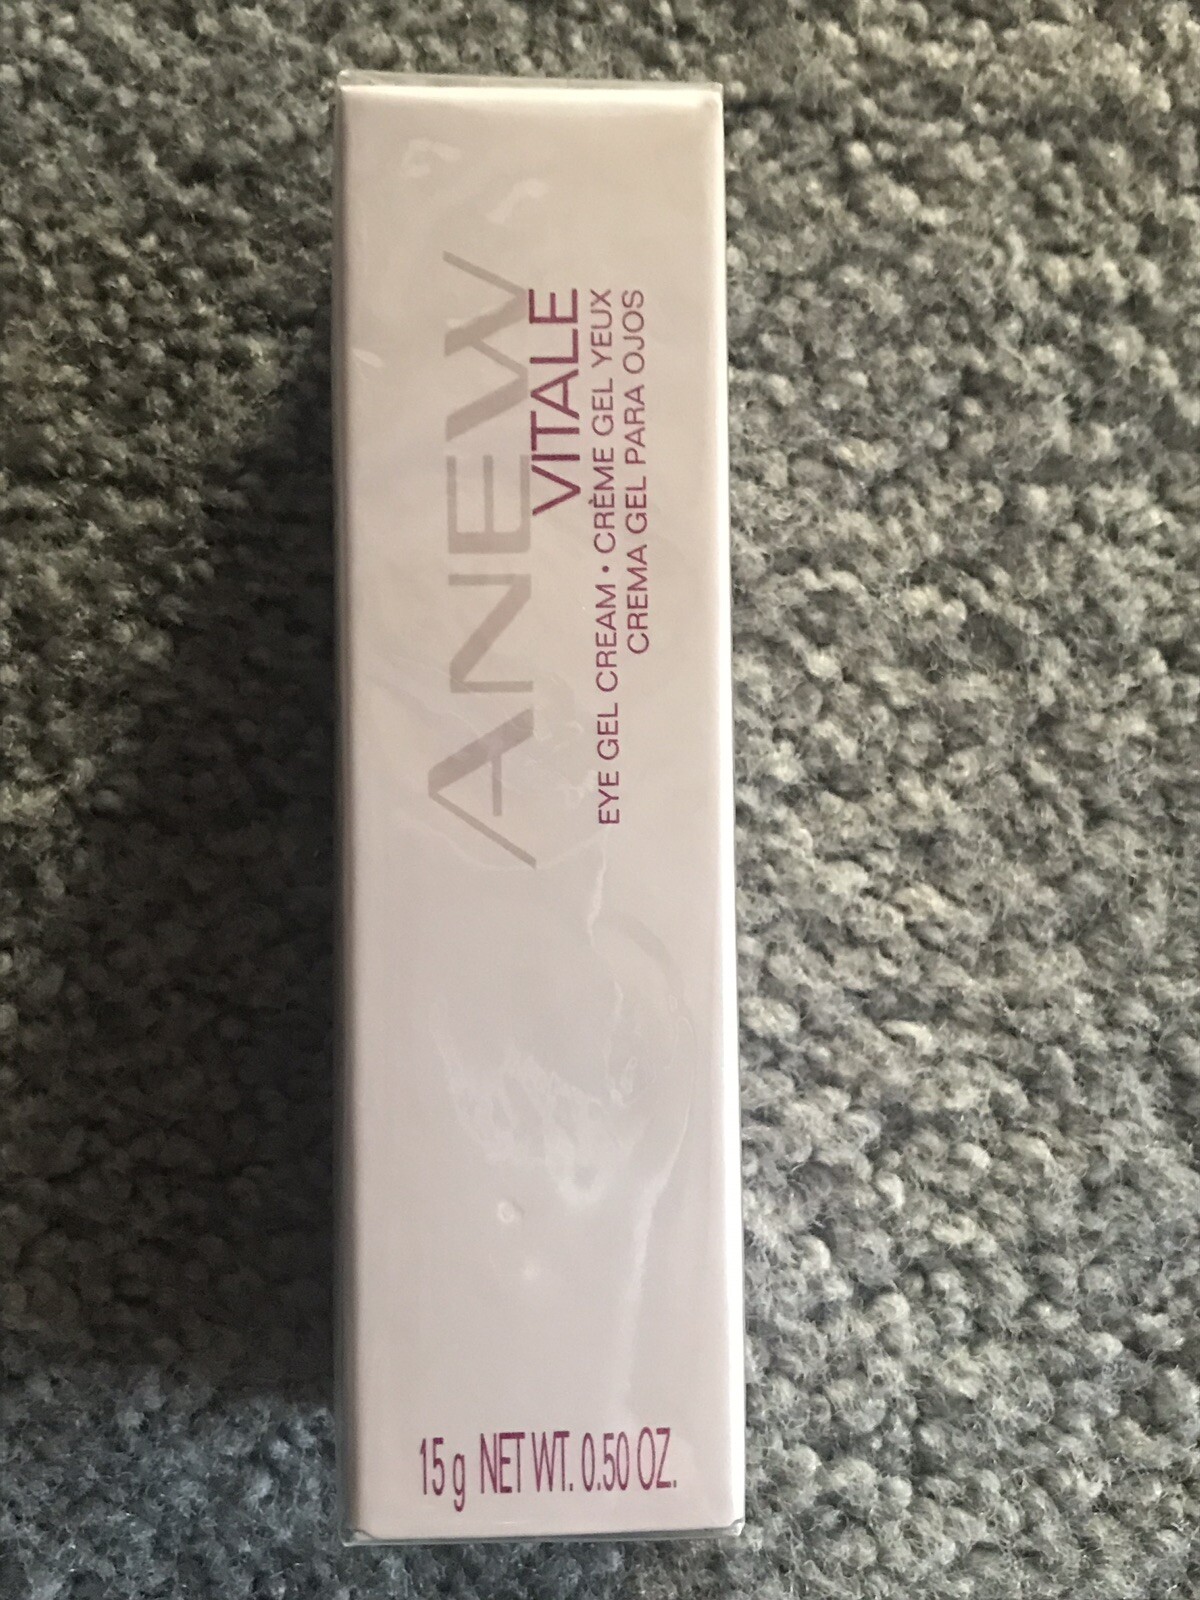 ANEW
VITALE
EYE GEL CREAM • CRÈME GEL YEUX
CREMA GEL PARA OJOS
15 g NET WT. 0.50 OZ.